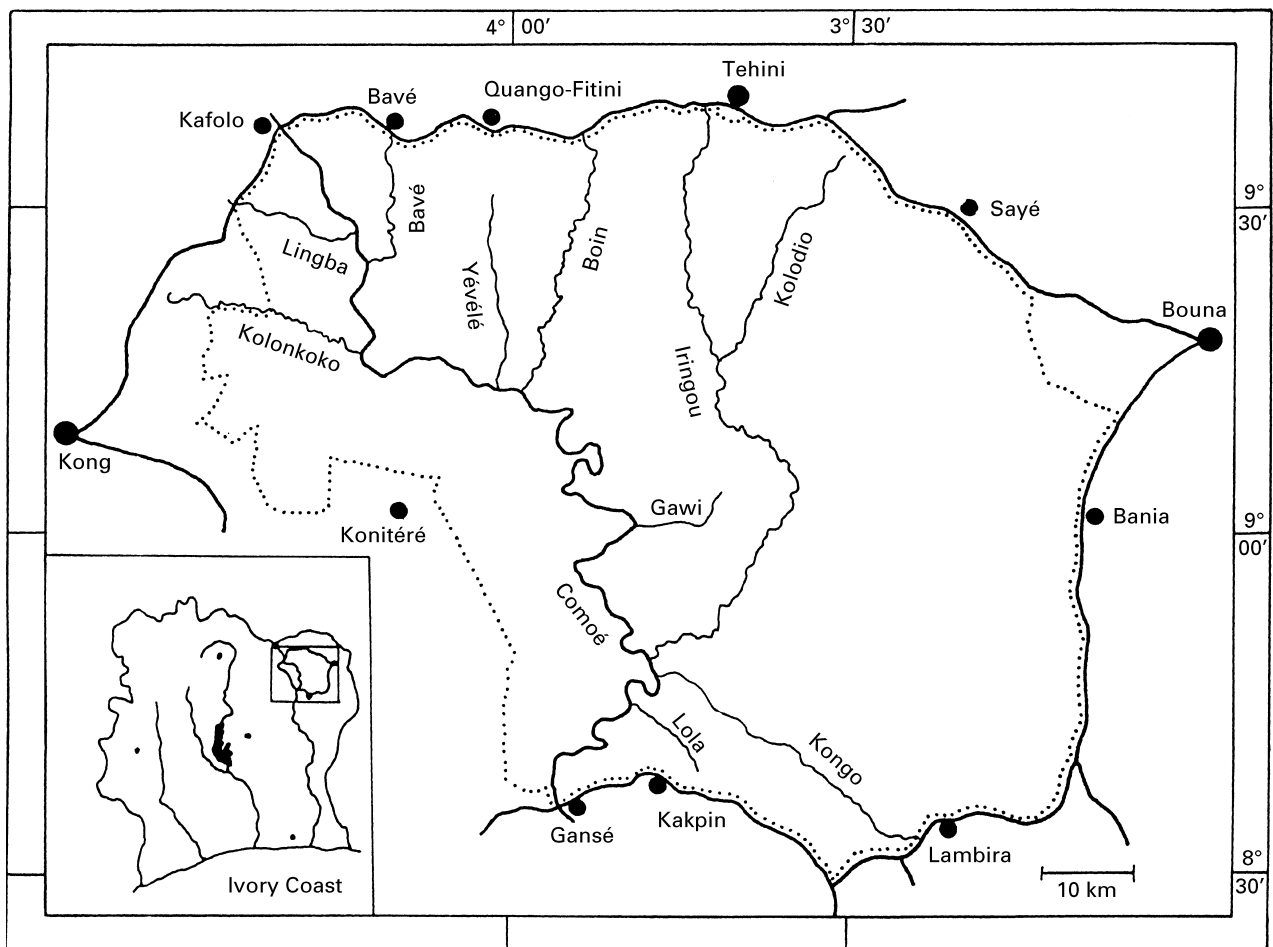 4° 00′
3° 30′
Tehini
Quango-Fitini
Bavé
Kafolo
9°
30′
Sayé
Bavé
Lingba
Boin
Kolodio
Yévélé
Bouna
Kolonkoko
Iringou
Kong
Gawi
Konitéré
Bania
9°
00′
Comoé
Lola
Kongo
Gansé
Kakpin
Lambira
8°
30′
10 km
Ivory Coast